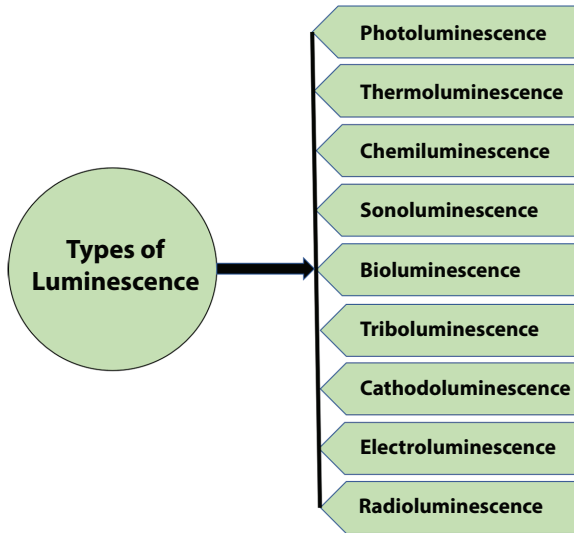 Types of
Luminescence
Photoluminescence
Thermoluminescence
Chemiluminescence
Sonoluminescence
Bioluminescence
Triboluminescence
Cathodoluminescence
Electroluminescence
Radioluminescence